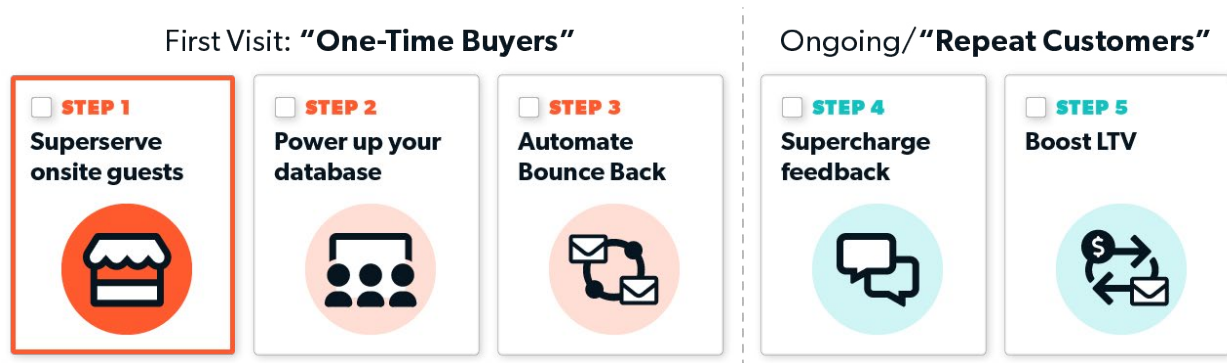 First Visit: “One-Time Buyers”
Ongoing/“Repeat Customers”
STEP 1
Superserve
onsite guests
STEP 2
Power up your
database
STEP 3
Automate
Bounce Back
STEP 4
Supercharge
feedback
STEP 5
Boost LTV
$